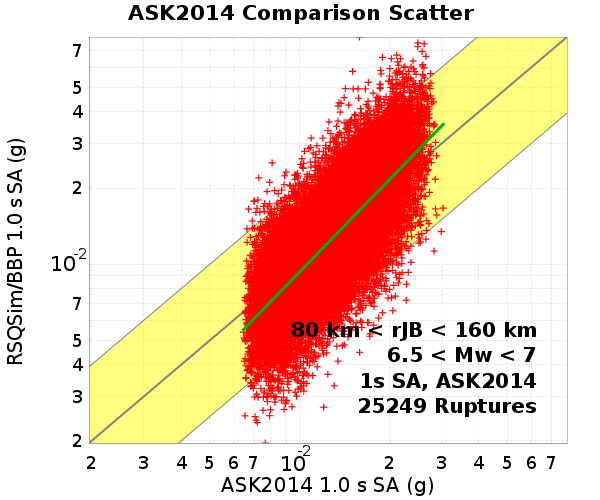 ASK2014 Comparison Scatter
RSQSim/BBP 1.0 s SA (g)
7
5
4
3
2
10-2
7
5
4
3
2
80 km < rJB < 160 km
6.5 < Mw < 7
1s SA, ASK2014
25249 Ruptures
2 3 4 5 6 7 10-2 2 3 4 5 6 7
ASK2014 1.0 s SA (g)